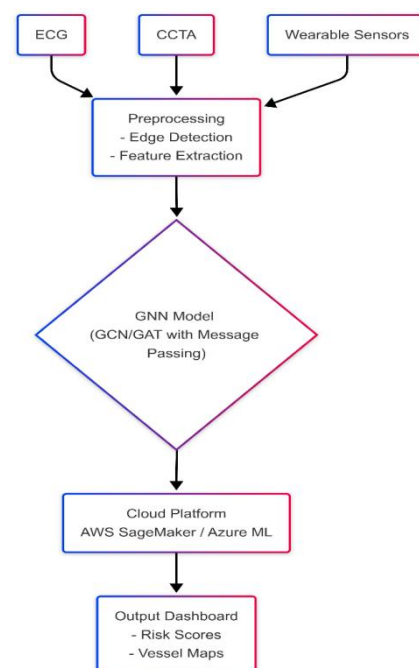 ECG
CCTA
Wearable Sensors
Preprocessing
- Edge Detection
- Feature Extraction
GNN Model
(GCN/GAT with Message
Passing)
Cloud Platform
AWS SageMaker / Azure ML
Output Dashboard
- Risk Scores
- Vessel Maps